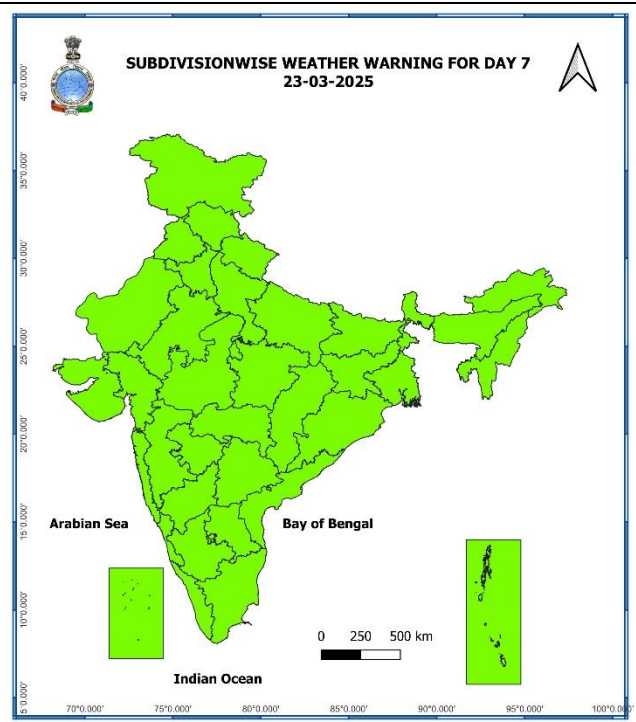 SUBDIVISIONWISE WEATHER WARNING FOR DAY 7
23-03-2025
40°0.000'
35°0.000'
30°0.000'
25°0.000'
20°0.000'
15°0.000'
10°0.000'
5°0.000'
Arabian Sea
Bay of Bengal
0 250 500 km
Indian Ocean
70°0.000' 75°0.000' 80°0.000' 85°0.000' 90°0.000' 95°0.000' 100°0.000'